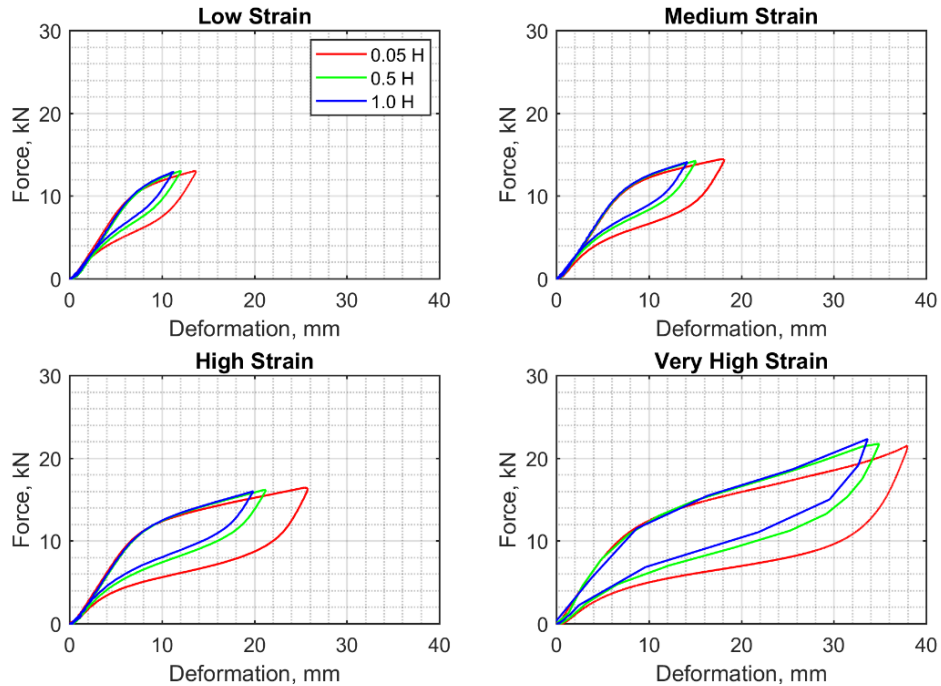 Low Strain
30
20
10
0
Force, kN
0 10 20 30 40
Deformation, mm
0.05 H
0.5 H
1.0 H
Medium Strain
30
20
10
0
Force, kN
0 10 20 30 40
Deformation, mm
High Strain
30
20
10
0
Force, kN
0 10 20 30 40
Deformation, mm
Very High Strain
30
20
10
0
Force, kN
0 10 20 30 40
Deformation, mm